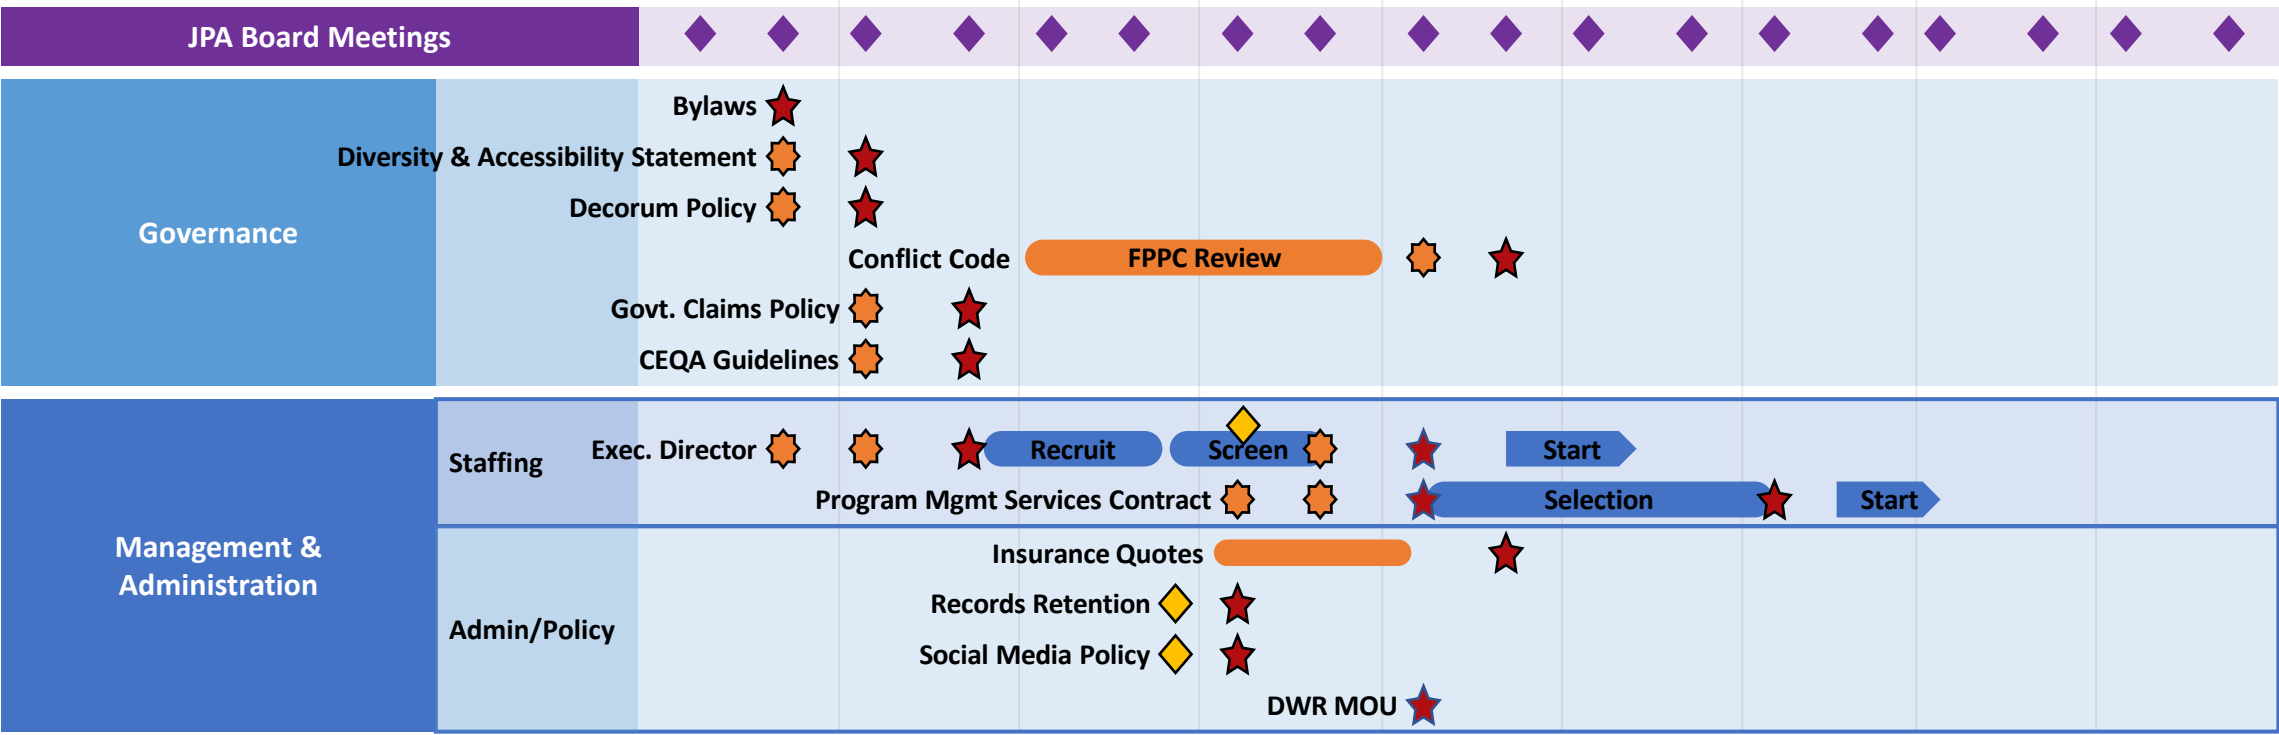 JPA Board Meetings
Governance
Bylaws
Diversity & Accessibility Statement
Decorum Policy
Conflict Code
FPPC Review
Govt. Claims Policy
CEQA Guidelines
Management &
Administration
Staffing
Exec. Director
Recruit
Screen
Start
Program Mgmt Services Contract
Selection
Start
Admin/Policy
Insurance Quotes
Records Retention
Social Media Policy
DWR MOU